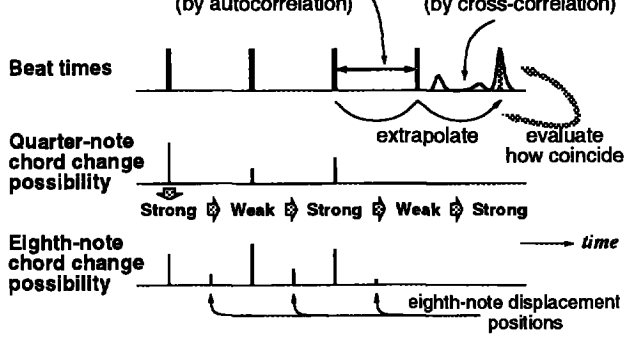 (by autocorrelation) (by cross-correlation)
Beat times
extrapolate evaluate
how coincide
Quarter-note
chord change
possibility
Strong Weak Strong Weak Strong
Eighth-note
chord change
possibility
time
eighth-note displacement
positions